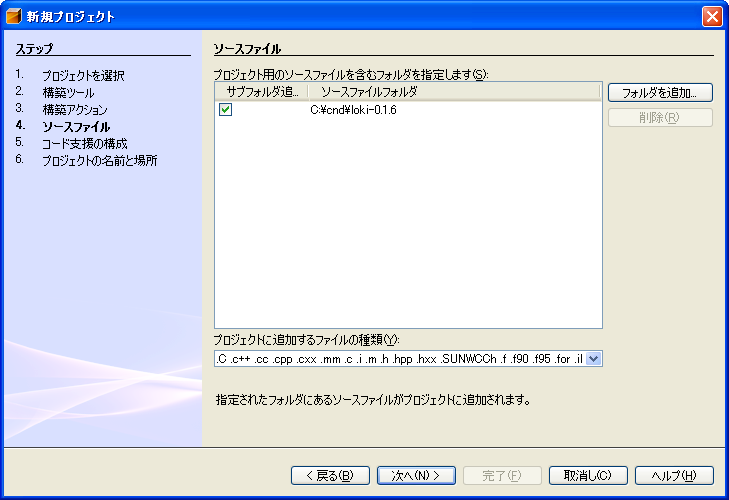 新規プロジェクト
ステップ
1. プロジェクトを選択
2. 構築ツール
3. 構築アクション
4. ソースファイル
5. コード支援の構成
6. プロジェクトの名前と場所
ソースファイル
プロジェクト用のソースファイルを含むフォルダを指定します(S):
サブフォルダ追... ソースファイルフォルダ
C:¥cnd¥loki-0.1.6
フォルダを追加...
削除(R)
プロジェクトに追加するファイルの種類(Y):
.C .c++ .cc .cpp .cxx .mm .c .i .m .h .hpp .hxx .SUNWCCh .f .f90 .f95 .for .il
指定されたフォルダにあるソースファイルがプロジェクトに追加されます。
< 戻る(B) 次へ(N) > 完了(F) 取消し(C) ヘルプ(H)